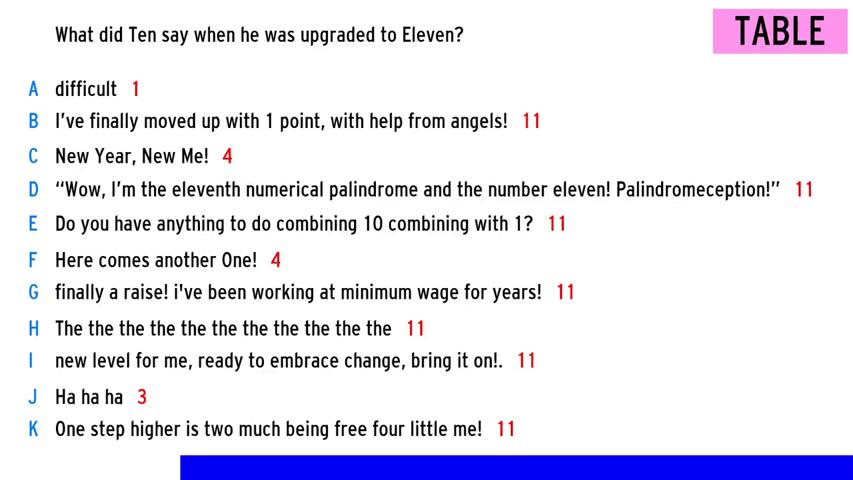 What did Ten say when he was upgraded to Eleven?
TABLE
A difficult 1
B I've finally moved up with 1 point, with help from angels! 11
C New Year, New Me! 4
D “Wow, I'm the eleventh numerical palindrome and the number eleven! Palindromeception!” 11
E Do you have anything to do combining 10 combining with 1? 11
F Here comes another One! 4
G finally a raise! i've been working at minimum wage for years! 11
H The the the the the the the the the the the 11
I new level for me, ready to embrace change, bring it on!. 11
J Ha ha ha 3
K One step higher is two much being free four little me! 11